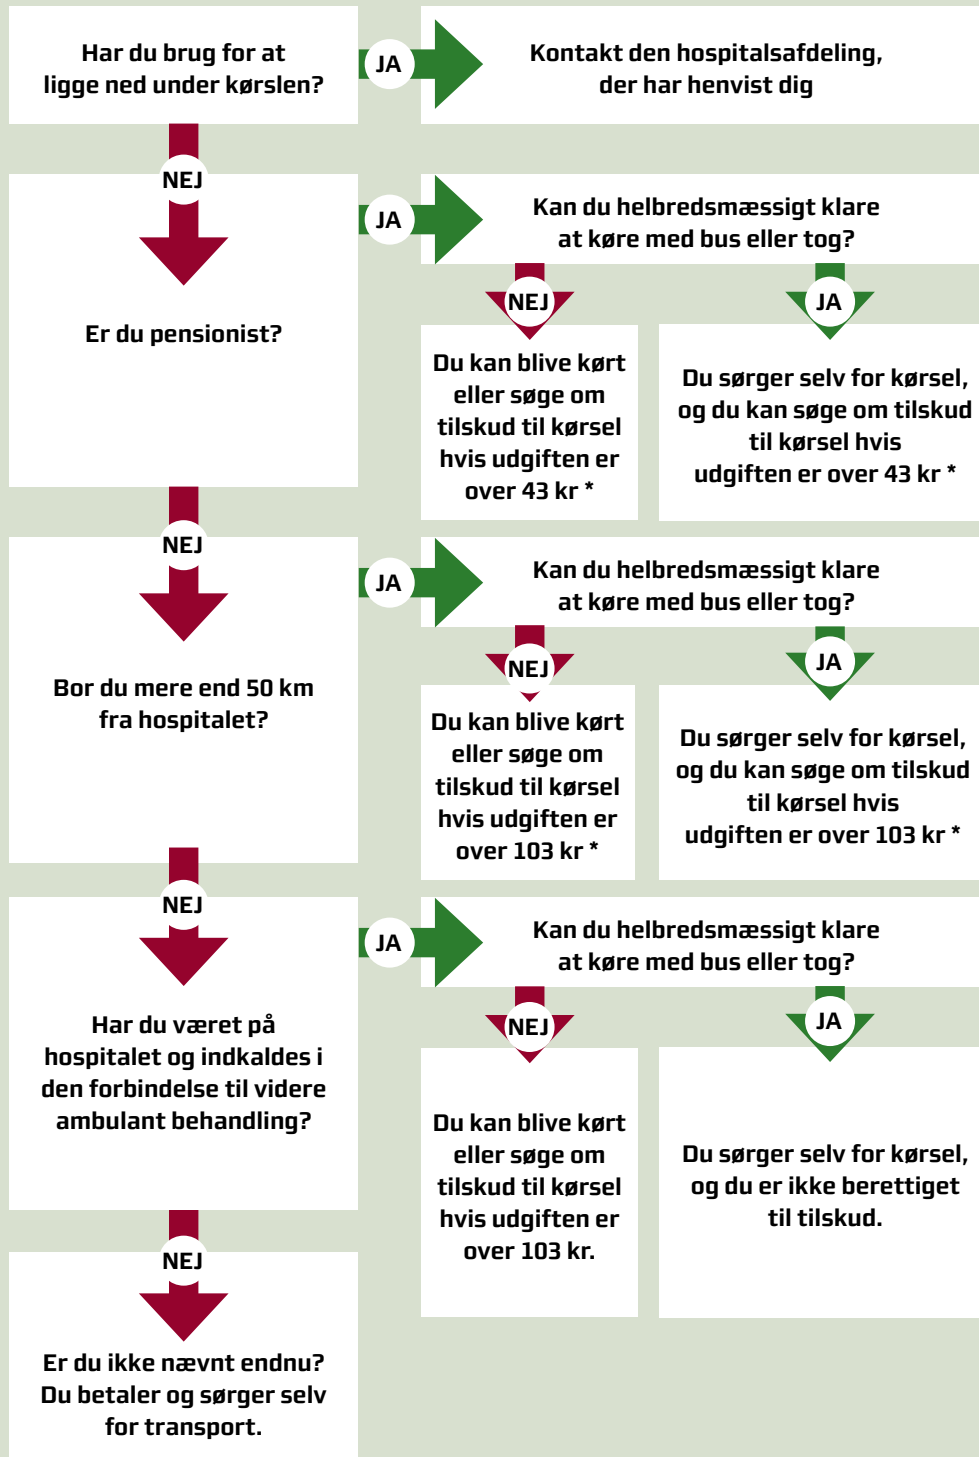 Har du brug for at
ligge ned under kørslen?
JA
Kontakt den hospitalsafdeling,
der har henvist dig
NEJ
Er du pensionist?
JA
Kan du helbredsmæssigt klare
at køre med bus eller tog?
NEJ
Du kan blive kørt
eller søge om
tilskud til kørsel
hvis udgiften er
over 43 kr *
JA
Du sørger selv for kørsel,
og du kan søge om tilskud
til kørsel hvis
udgiften er over 43 kr *
NEJ
Bor du mere end 50 km
fra hospitalet?
JA
Kan du helbredsmæssigt klare
at køre med bus eller tog?
NEJ
Du kan blive kørt
eller søge om
tilskud til kørsel
hvis udgiften er
over 103 kr *
JA
Du sørger selv for kørsel,
og du kan søge om tilskud
til kørsel hvis
udgiften er over 103 kr *
NEJ
Har du været på
hospitalet og indkaldes i
den forbindelse til videre
ambulant behandling?
JA
Kan du helbredsmæssigt klare
at køre med bus eller tog?
NEJ
Du kan blive kørt
eller søge om
tilskud til kørsel
hvis udgiften er
over 103 kr.
JA
Du sørger selv for kørsel,
og du er ikke berettiget
til tilskud.
NEJ
Er du ikke nævnt endnu?
Du betaler og sørger selv
for transport.